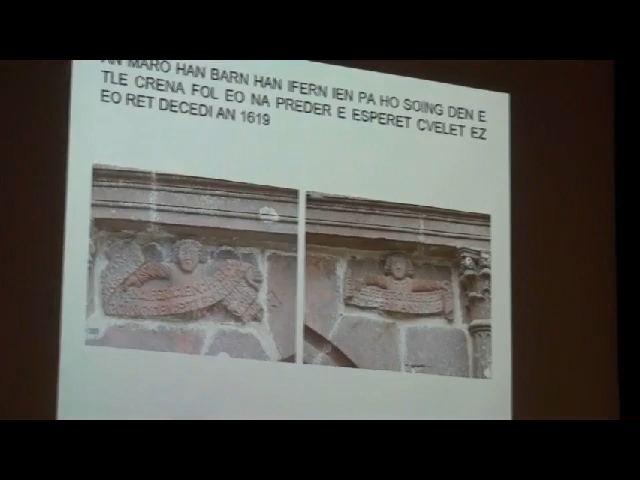 AN MARO HAN BARN HAN IFERN IEN PA HO SOING DEN E
TLE CRENA FOL EO NA PREDER E ESPERET CVELET EZ
EO RET DECEDI AN 1619